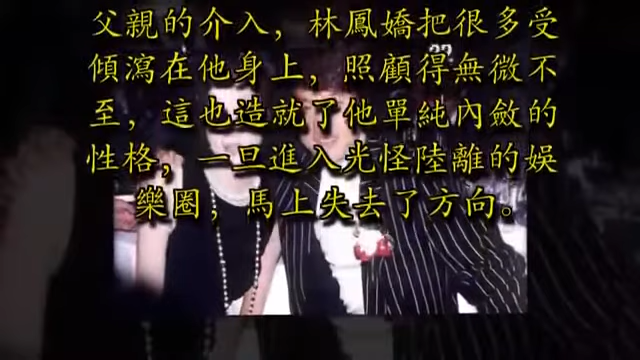 父親的介入，林鳳嬌把很多受
傾瀉在他身上，照顧得無微不
至，這也造就了他單純內斂的
性格，一旦進入光怪陸離的娛
樂圈，馬上失去了方向。